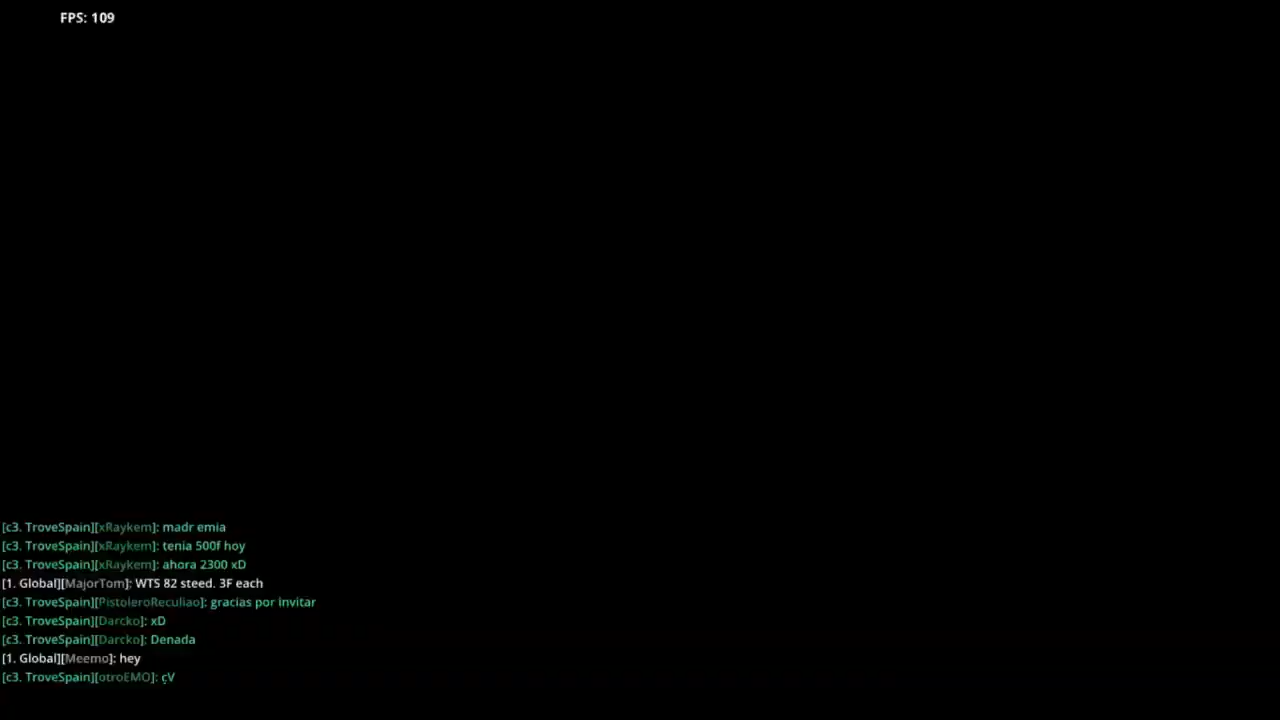 FPS: 109
[c3. TroveSpain][xRaykem]: madr emia
[c3. TroveSpain][xRaykem]: tenia 500f hoy
[c3. TroveSpain][xRaykem]: ahora 2300 xD
[1. Global][MajorTom]: WTS 82 steed. 3F each
[c3. TroveSpain][PistoleroReculiao]: gracias por invitar
[c3. TroveSpain][Darcko]: xD
[c3. TroveSpain][Darcko]: Denada
[1. Global][Meemo]: hey
[c3. TroveSpain][otroEMO]: çV